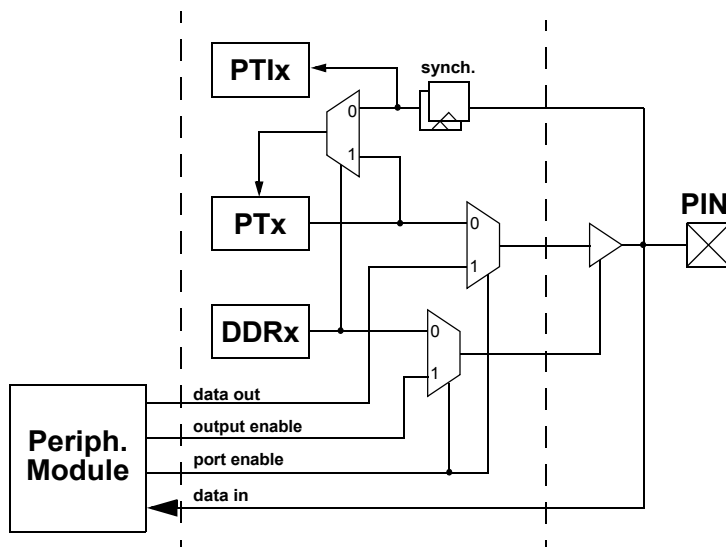 PTIx
synch.
0
1
PTx
0
1
PIN
DDRx
0
1
data out
output enable
port enable
data in
Periph.
Module